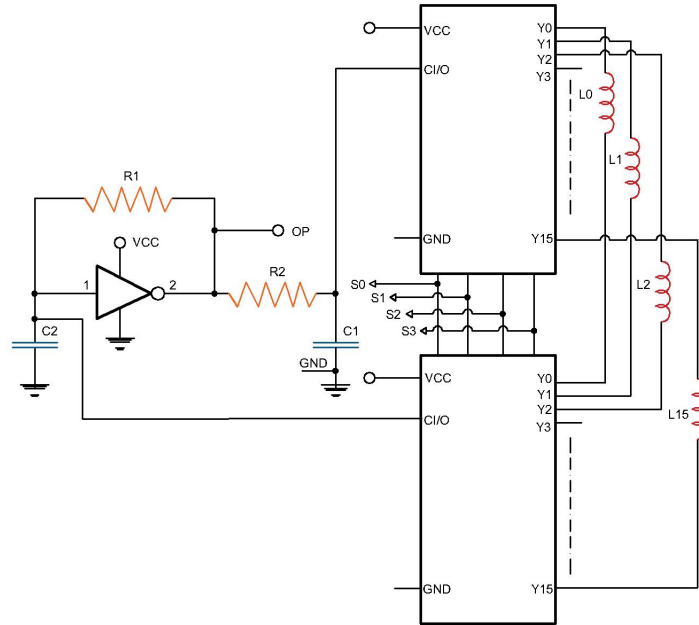 VCC
Y0
Y1
Y2
CI/O
Y3
L0
L1
R1
VCC
OP
GND
Y15
R2
S0
L2
1
2
S1
S2
C2
C1
S3
GND
VCC
Y0
Y1
Y2
CI/O
Y3
L15
GND
Y15